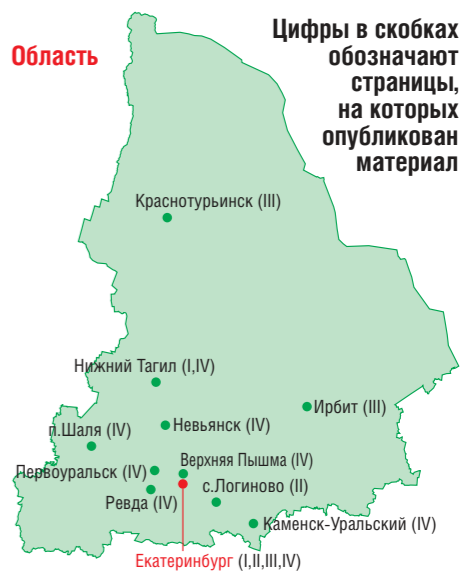 Область
Цифры в скобках
обозначают
страницы,
на которых
опубликован
материал
Краснотурьинск (III)
Нижний Тагил (I,IV)
Ирбит (III)
Невьянск (IV)
п.Шаля (IV)
Верхняя Пышма (IV)
Первоуральск (IV)
с.Логиново (II)
Ревда (IV)
Каменск-Уральский (IV)
Екатеринбург (I,II,III,IV)